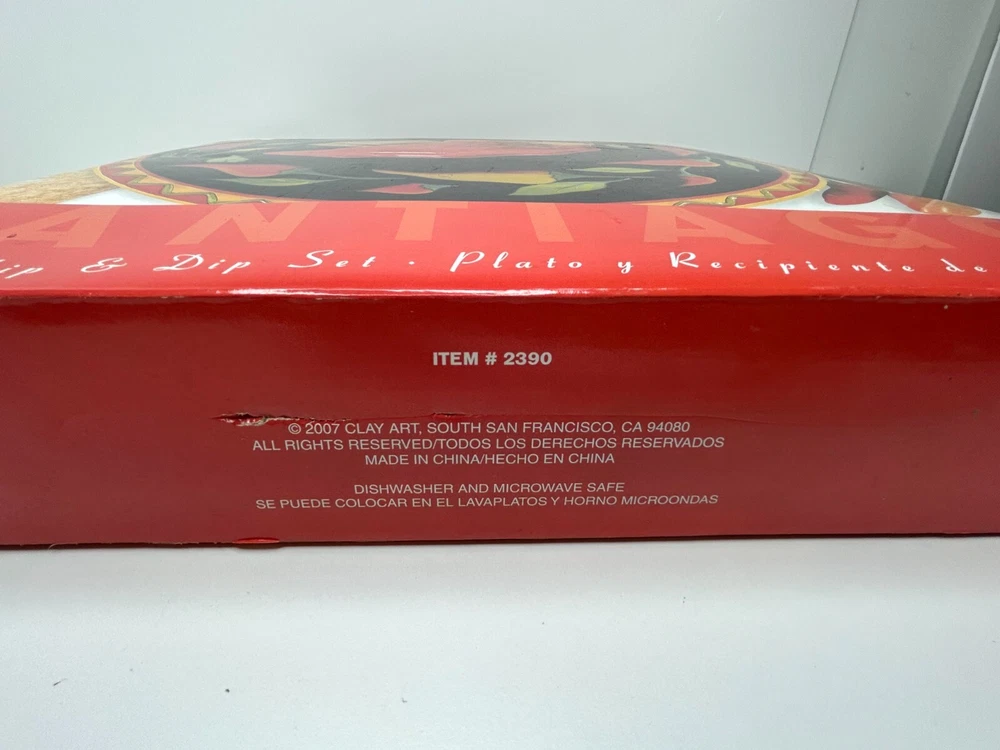 ANTIAG
& Dip Set · Plato y Recipiente de
ITEM # 2390
© 2007 CLAY ART, SOUTH SAN FRANCISCO, CA 94080
ALL RIGHTS RESERVED/TODOS LOS DERECHOS RESERVADOS
MADE IN CHINA/HECHO EN CHINA
DISHWASHER AND MICROWAVE SAFE
SE PUEDE COLOCAR EN EL LAVAPLATOS Y HORNO MICROONDAS